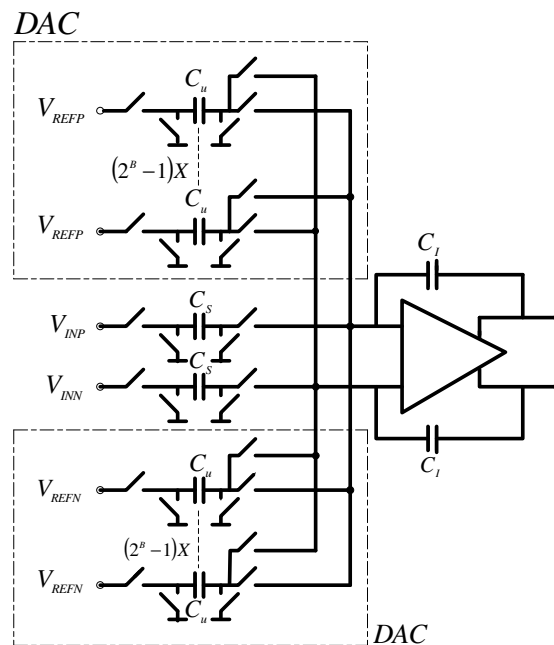 DAC
C_u
V_REFP
(2^B −1)X
C_u
V_REFP
C_I
C_S
V_INP
C_S
V_INN
C_I
C_u
V_REFN
(2^B −1)X
V_REFN
C_u
DAC